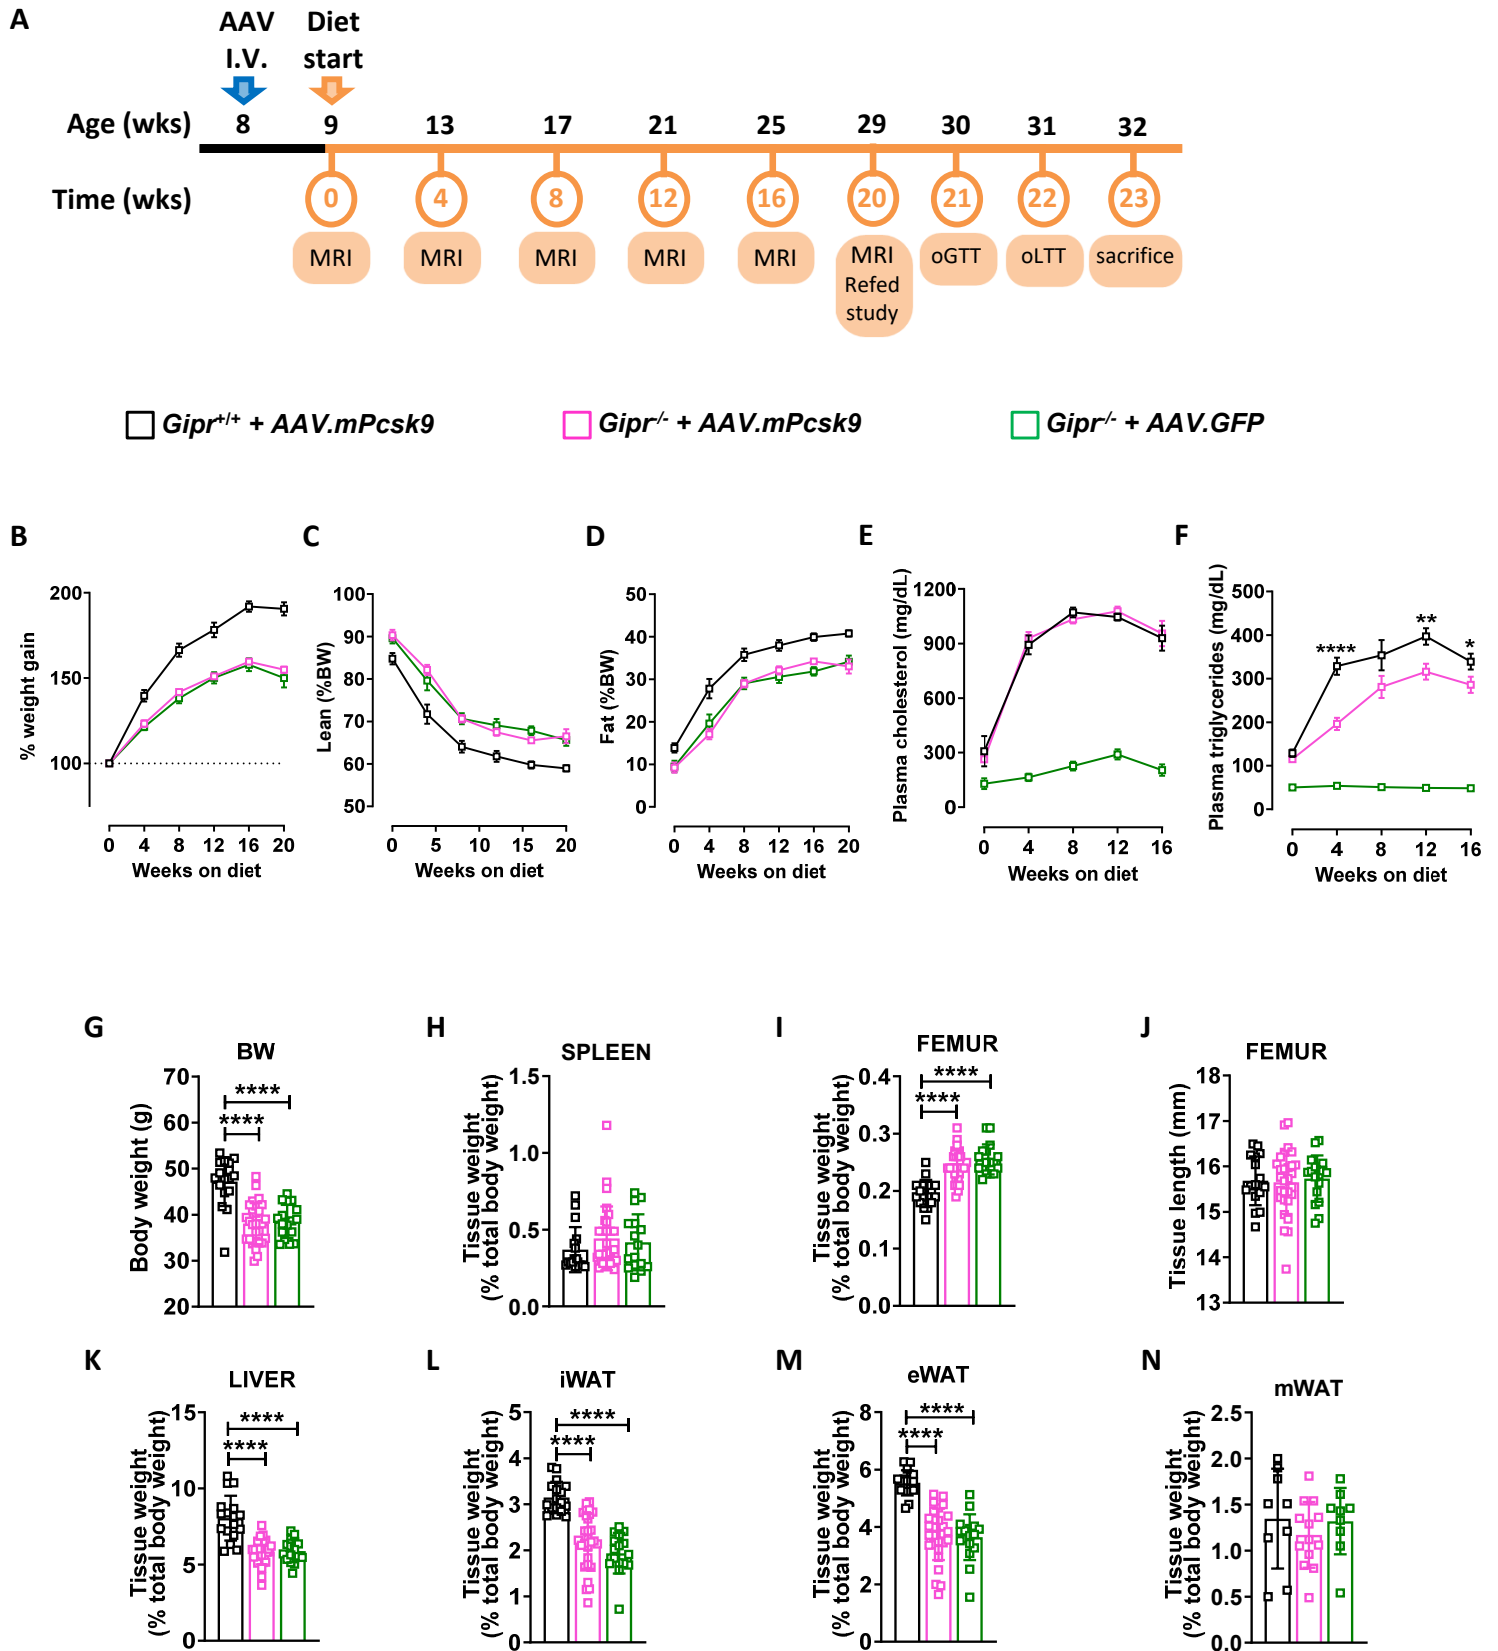 A
AAV Diet
I.V. start
Age (wks) 8 9 13 17 21 25 29 30 31 32
Time (wks) 0 4 8 12 16 20 21 22 23
MRI MRI MRI MRI MRI MRI oGTT oLTT sacrifice
Refed
study
Gipr+/+ + AAV.mPcsk9 Gipr-/- + AAV.mPcsk9 Gipr-/- + AAV.GFP
B
% weight gain
200
150
100
0 4 8 12 16 20
Weeks on diet
C
Lean (%BW)
100
90
80
70
60
50
0 5 10 15 20
Weeks on diet
D
Fat (%BW)
50
40
30
20
10
0
0 4 8 12 16 20
Weeks on diet
E
Plasma cholesterol (mg/dL)
1200
900
600
300
0
0 4 8 12 16
Weeks on diet
F
Plasma triglycerides (mg/dL)
500
400
300
200
100
0
**** ** *
0 4 8 12 16
Weeks on diet
G
BW
Body weight (g)
70
60
50
40
30
20
****
****
H
SPLEEN
Tissue weight
(% total body weight)
1.5
1.0
0.5
0.0
I
FEMUR
Tissue weight
(% total body weight)
0.4
0.3
0.2
0.1
0.0
****
****
J
FEMUR
Tissue length (mm)
18
17
16
15
14
13
K
LIVER
Tissue weight
(% total body weight)
15
10
5
0
****
****
L
iWAT
Tissue weight
(% total body weight)
5
4
3
2
1
0
****
****
M
eWAT
Tissue weight
(% total body weight)
8
6
4
2
0
****
****
N
mWAT
Tissue weight
(% total body weight)
2.5
2.0
1.5
1.0
0.5
0.0